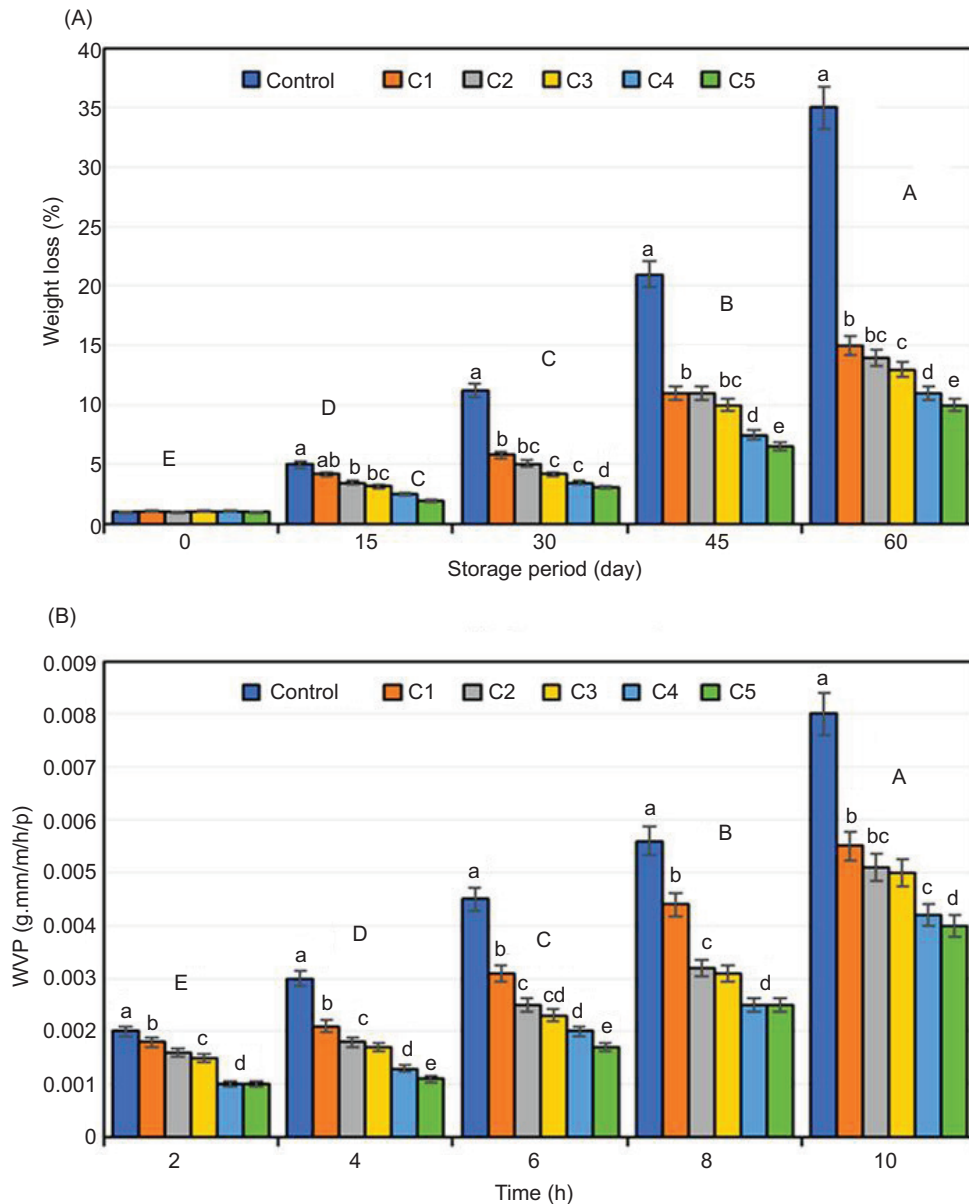 (A)
40
35
30
25
20
15
10
5
0
Weight loss (%)
Control C1 C2 C3 C4 C5
E
D
a ab b bc C
C
a b bc c c d
B
a b bc d e
A
a b bc c d e
0 15 30 45 60
Storage period (day)
(B)
0.009
0.008
0.007
0.006
0.005
0.004
0.003
0.002
0.001
0
WVP (g.mm/m/h/p)
Control C1 C2 C3 C4 C5
E
a b c d
D
a b c d e
C
a b c cd d e
B
a b c d
A
a b bc c d
2 4 6 8 10
Time (h)